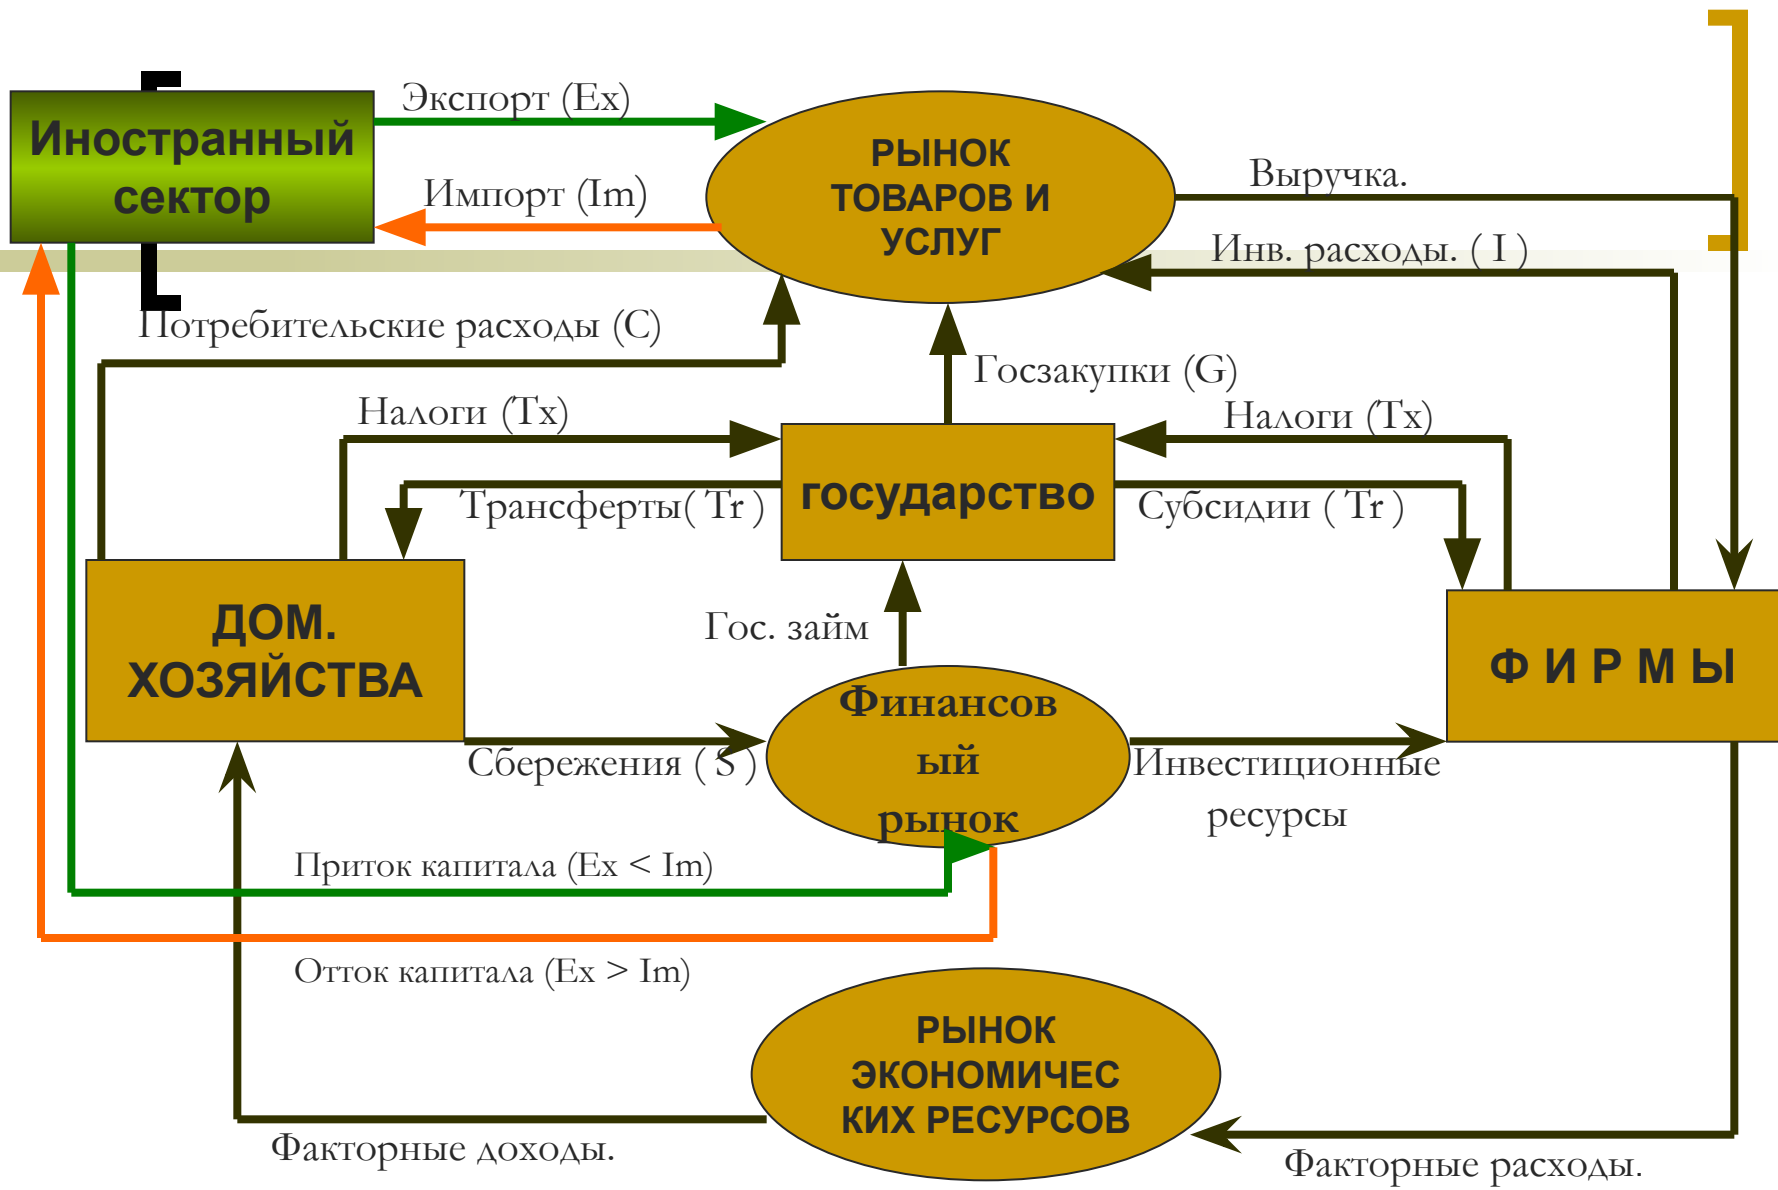 Экспорт (Ex)
Иностранный
сектор
РЫНОК
ТОВАРОВ И
УСЛУГ
Выручка.
Импорт (Im)
Инв. расходы. ( I )
Потребительские расходы (C)
Госзакупки (G)
Налоги (Tx)
Налоги (Tx)
Трансферты( Tr )
государство
Субсидии ( Tr )
ДОМ.
ХОЗЯЙСТВА
Гос. займ
Ф И Р М Ы
Финансов
ый
рынок
Сбережения ( S )
Инвестиционные
ресурсы
Приток капитала (Ex < Im)
Отток капитала (Ex > Im)
РЫНОК
ЭКОНОМИЧЕС
КИХ РЕСУРСОВ
Факторные доходы.
Факторные расходы.